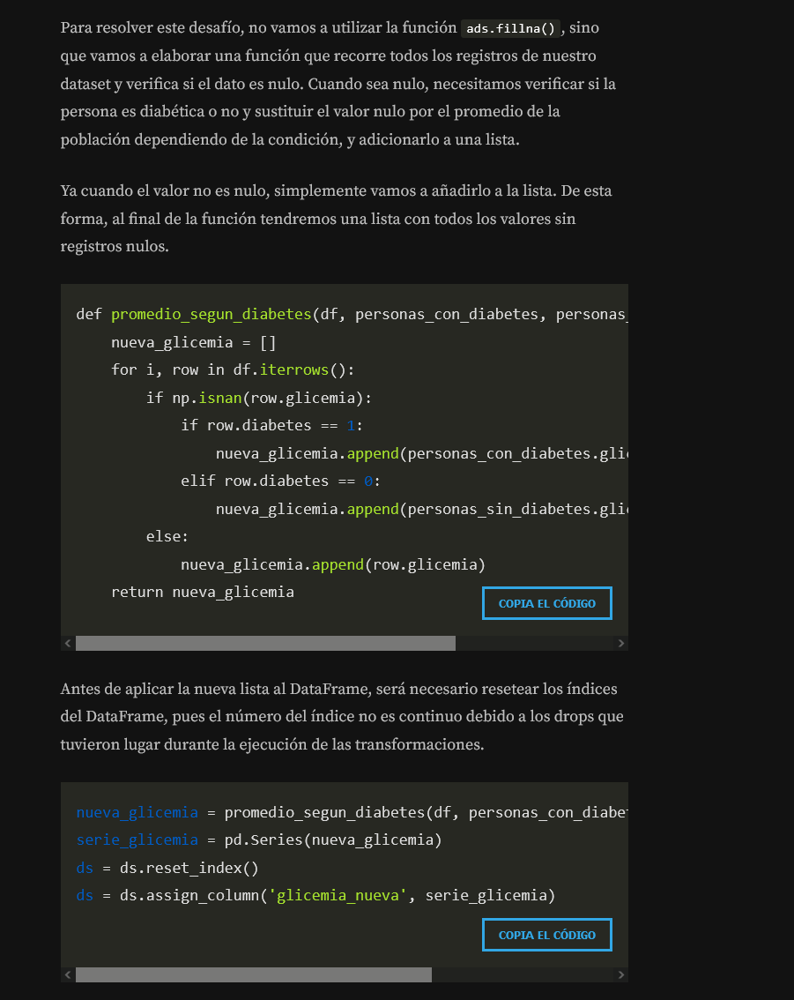 Para resolver este desafío, no vamos a utilizar la función ads.fillna(), sino
que vamos a elaborar una función que recorre todos los registros de nuestro
dataset y verifica si el dato es nulo. Cuando sea nulo, necesitamos verificar si la
persona es diabética o no y sustituir el valor nulo por el promedio de la
población dependiendo de la condición, y adicionarlo a una lista.
Ya cuando el valor no es nulo, simplemente vamos a añadirlo a la lista. De esta
forma, al final de la función tendremos una lista con todos los valores sin
registros nulos.
def promedio_segun_diabetes(df, personas_con_diabetes, personas_
    nueva_glicemia = []
    for i, row in df.iterrows():
        if np.isnan(row.glicemia):
            if row.diabetes == 1:
                nueva_glicemia.append(personas_con_diabetes.glic
            elif row.diabetes == 0:
                nueva_glicemia.append(personas_sin_diabetes.glic
        else:
            nueva_glicemia.append(row.glicemia)
    return nueva_glicemia
COPIA EL CÓDIGO
Antes de aplicar la nueva lista al DataFrame, será necesario resetear los índices
del DataFrame, pues el número del índice no es continuo debido a los drops que
tuvieron lugar durante la ejecución de las transformaciones.
nueva_glicemia = promedio_segun_diabetes(df, personas_con_diabet
serie_glicemia = pd.Series(nueva_glicemia)
ds = ds.reset_index()
ds = ds.assign_column('glicemia_nueva', serie_glicemia)
COPIA EL CÓDIGO